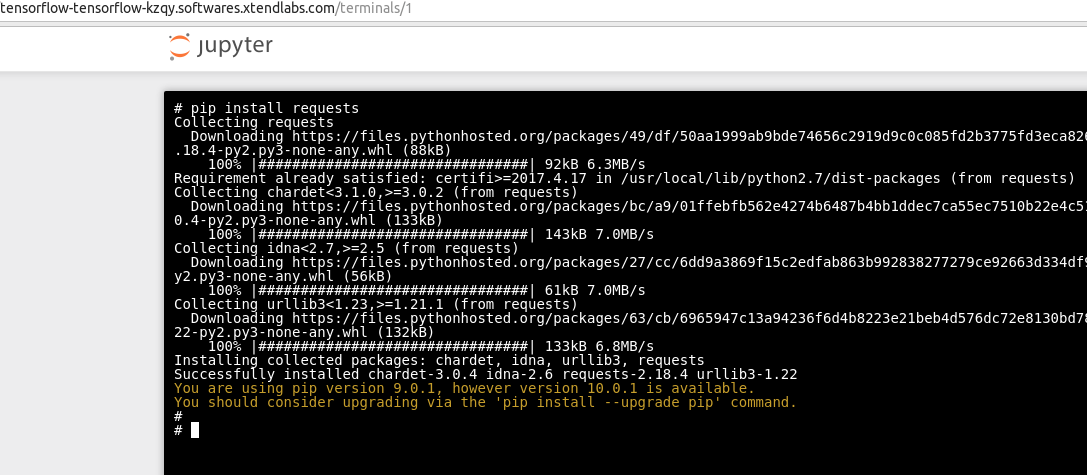 tensorflow-tensorflow-kzqy.softwares.xtendlabs.com/terminals/1
jupyter
# pip install requests
Collecting requests
  Downloading https://files.pythonhosted.org/packages/49/df/50aa1999ab9bde74656c2919d9c0c085fd2b3775fd3eca826
.18.4-py2.py3-none-any.whl (88kB)
    100% |################################| 92kB 6.3MB/s
Requirement already satisfied: certifi>=2017.4.17 in /usr/local/lib/python2.7/dist-packages (from requests)
Collecting chardet<3.1.0,>=3.0.2 (from requests)
  Downloading https://files.pythonhosted.org/packages/bc/a9/01ffebfb562e4274b6487b4bb1ddec7ca55ec7510b22e4c51
0.4-py2.py3-none-any.whl (133kB)
    100% |################################| 143kB 7.0MB/s
Collecting idna<2.7,>=2.5 (from requests)
  Downloading https://files.pythonhosted.org/packages/27/cc/6dd9a3869f15c2edfab863b992838277279ce92663d334df9
y2.py3-none-any.whl (56kB)
    100% |################################| 61kB 7.0MB/s
Collecting urllib3<1.23,>=1.21.1 (from requests)
  Downloading https://files.pythonhosted.org/packages/63/cb/6965947c13a94236f6d4b8223e21beb4d576dc72e8130bd78
22-py2.py3-none-any.whl (132kB)
    100% |################################| 133kB 6.8MB/s
Installing collected packages: chardet, idna, urllib3, requests
Successfully installed chardet-3.0.4 idna-2.6 requests-2.18.4 urllib3-1.22
You are using pip version 9.0.1, however version 10.0.1 is available.
You should consider upgrading via the 'pip install --upgrade pip' command.
#
#